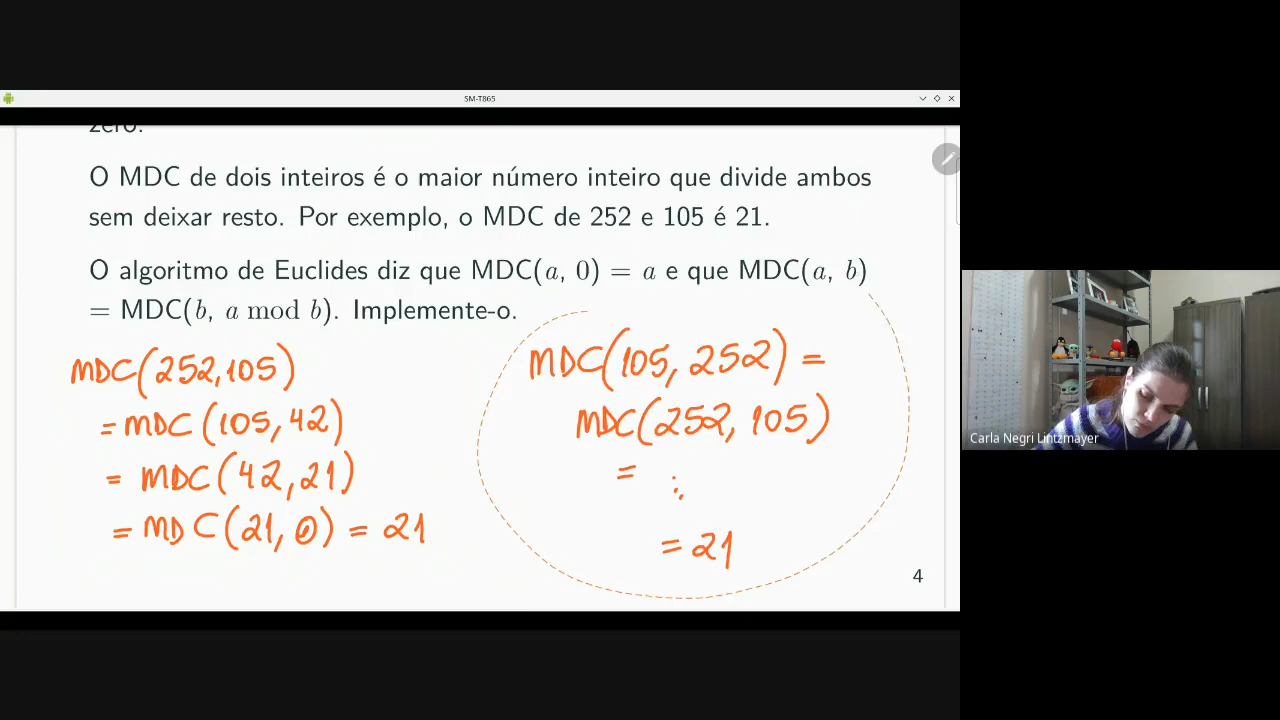 SM-T865
zero.
O MDC de dois inteiros é o maior número inteiro que divide ambos
sem deixar resto. Por exemplo, o MDC de 252 e 105 é 21.
O algoritmo de Euclides diz que MDC(a, 0) = a e que MDC(a, b)
= MDC(b, a mod b). Implemente-o.
MDC(252,105)
= MDC(105,42)
= MDC(42,21)
= MDC(21,0) = 21
MDC(105,252) =
MDC(252,105)
= ⋮
= 21
4
Carla Negri Lintzmayer